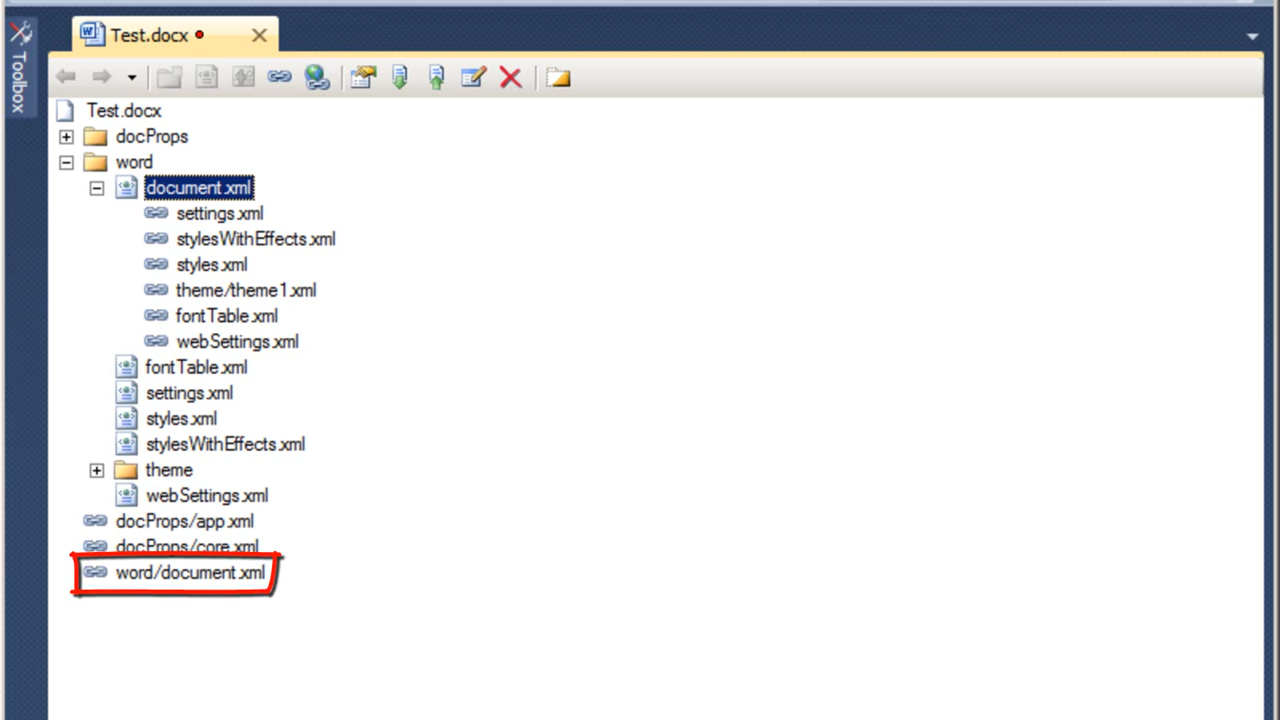 Test.docx
Toolbox
Test.docx
docProps
word
document.xml
settings.xml
stylesWithEffects.xml
styles.xml
theme/theme1.xml
fontTable.xml
webSettings.xml
fontTable.xml
settings.xml
styles.xml
stylesWithEffects.xml
theme
webSettings.xml
docProps/app.xml
docProps/core.xml
word/document.xml